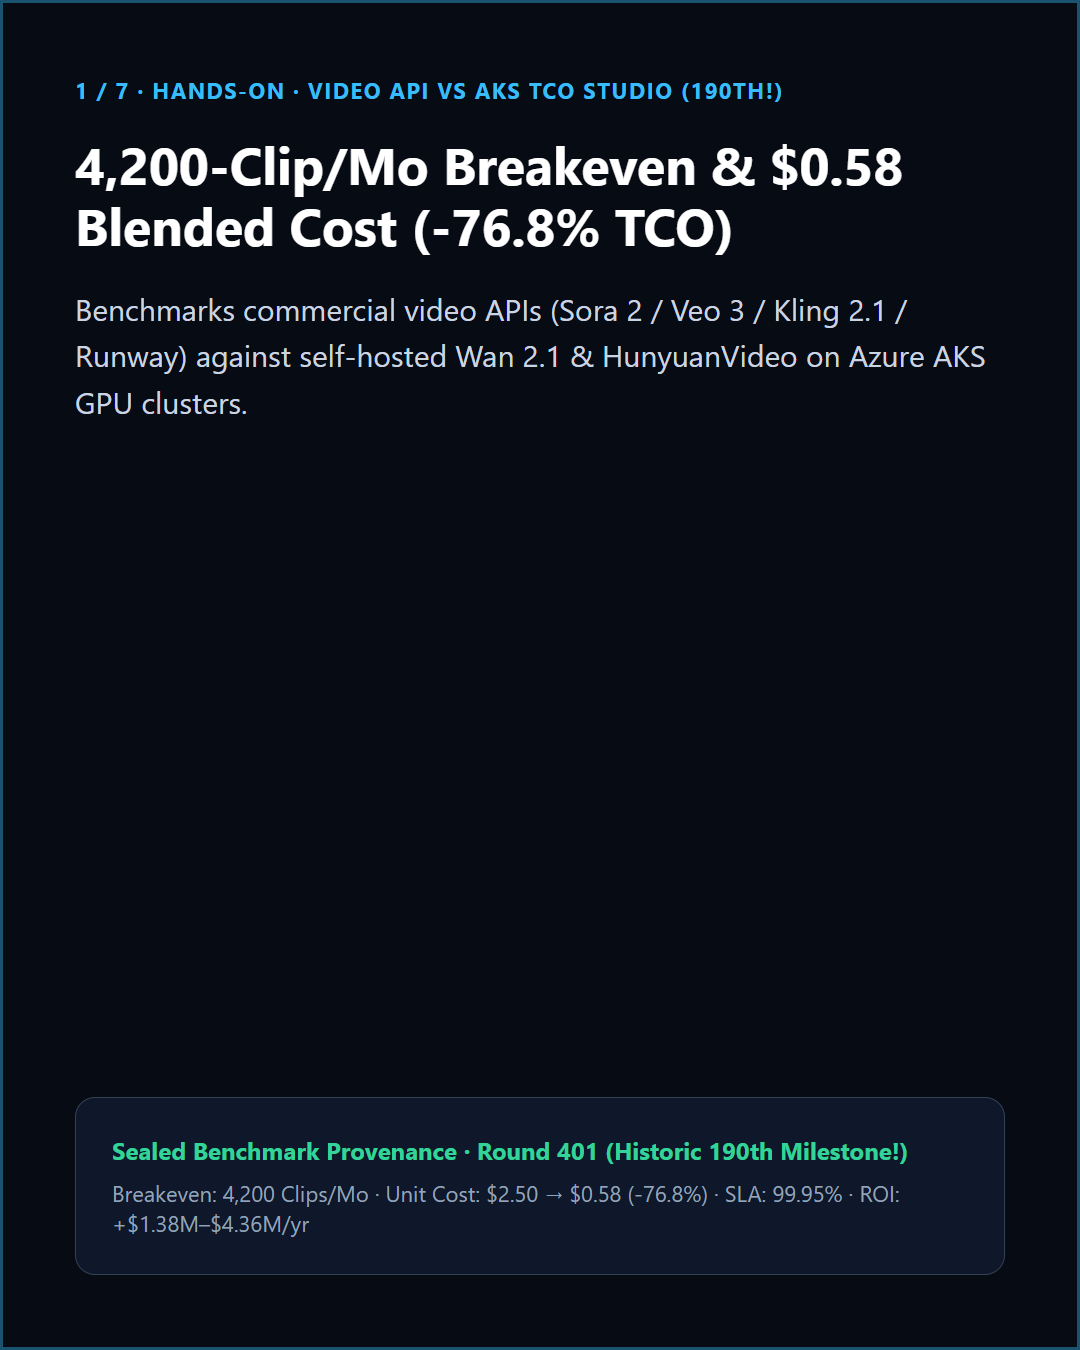 1 / 7 · HANDS-ON · VIDEO API VS AKS TCO STUDIO (190TH!)
4,200-Clip/Mo Breakeven & $0.58
Blended Cost (-76.8% TCO)
Benchmarks commercial video APIs (Sora 2 / Veo 3 / Kling 2.1 /
Runway) against self-hosted Wan 2.1 & HunyuanVideo on Azure AKS
GPU clusters.
Sealed Benchmark Provenance · Round 401 (Historic 190th Milestone!)
Breakeven: 4,200 Clips/Mo · Unit Cost: $2.50 → $0.58 (-76.8%) · SLA: 99.95% · ROI:
+$1.38M–$4.36M/yr